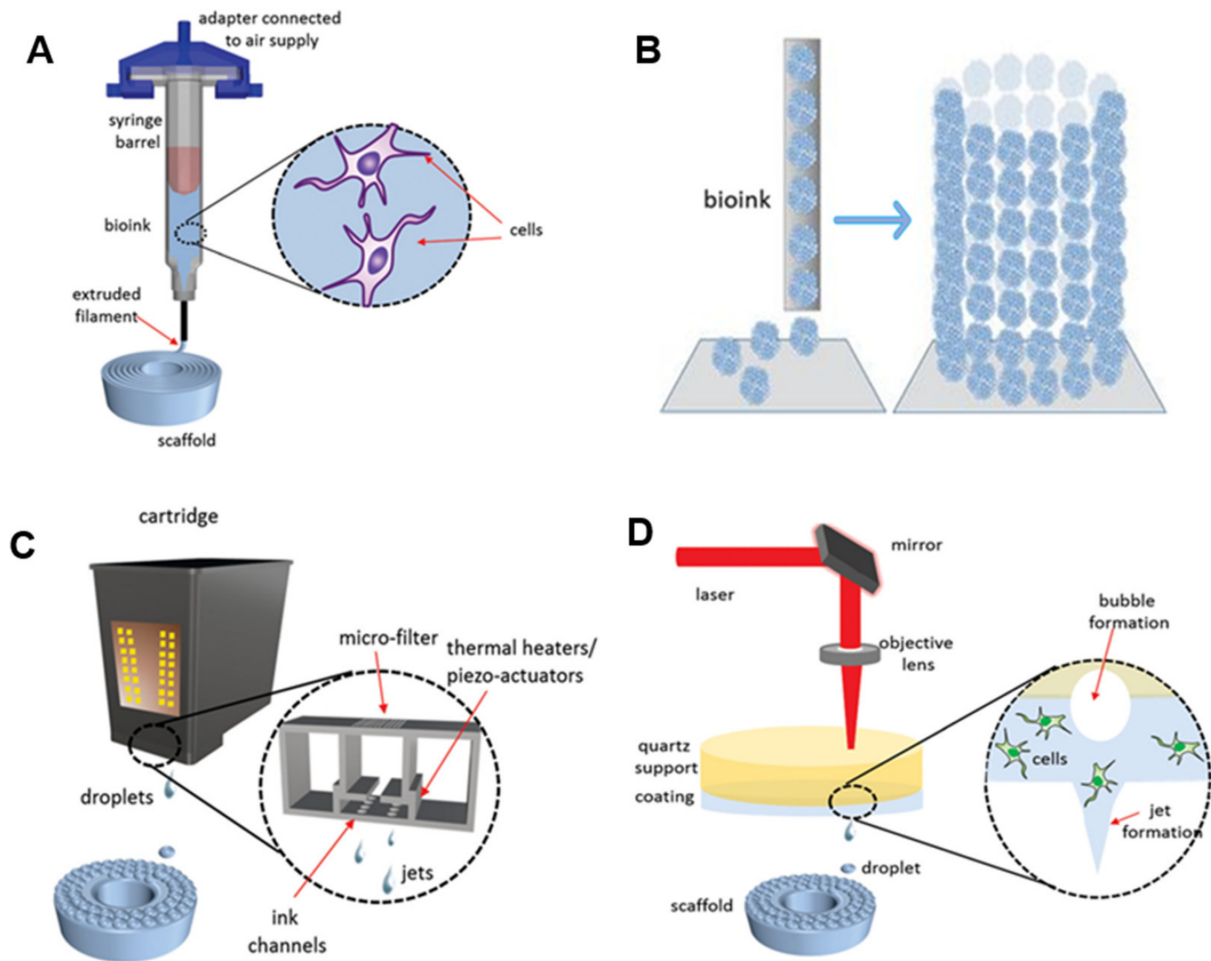 A
adapter connected
to air supply
syringe
barrel
bioink
cells
extruded
filament
scaffold
B
bioink
C
cartridge
micro-filter
thermal heaters/
piezo-actuators
droplets
jets
ink
channels
D
mirror
laser
bubble
formation
objective
lens
quartz
support
cells
coating
jet
formation
droplet
scaffold